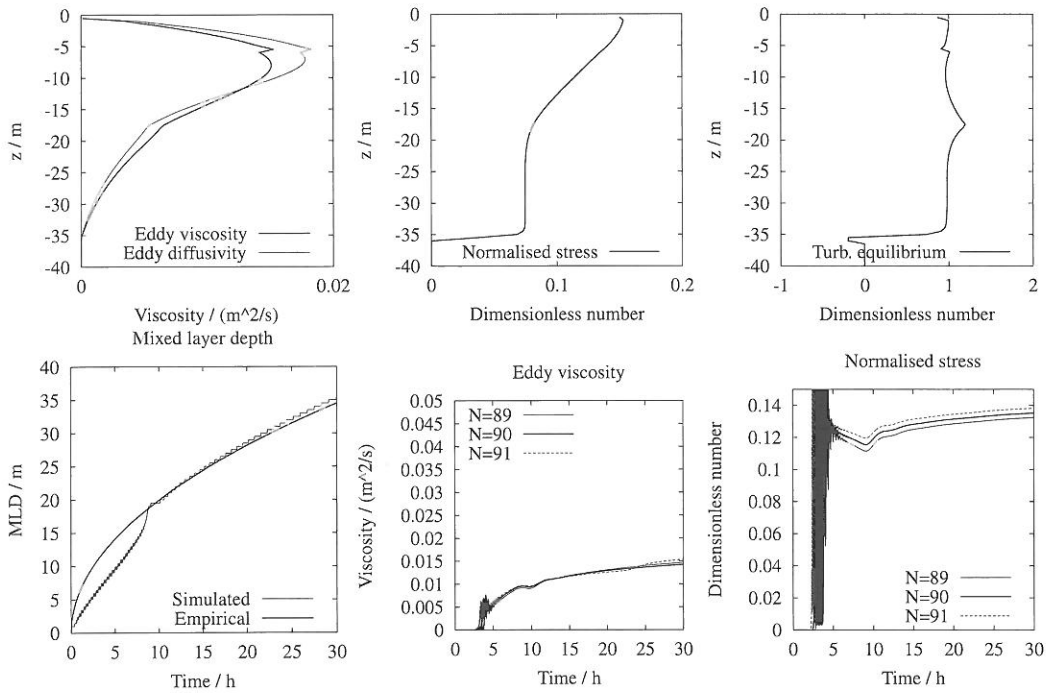 0
-5
-10
-15
-20
-25
-30
-35
-40
z / m
Eddy viscosity
Eddy diffusivity
0
0.02
Viscosity / (m^2/s)
0
-5
-10
-15
-20
-25
-30
-35
-40
z / m
Normalised stress
0
0.1
0.2
Dimensionless number
0
-5
-10
-15
-20
-25
-30
-35
-40
z / m
Turb. equilibrium
-1
0
1
2
Dimensionless number
Mixed layer depth
40
35
30
25
20
15
10
5
0
MLD / m
Simulated
Empirical
0 5 10 15 20 25 30
Time / h
Eddy viscosity
0.05
0.045
0.04
0.035
0.03
0.025
0.02
0.015
0.01
0.005
0
Viscosity / (m^2/s)
N=89
N=90
N=91
0 5 10 15 20 25 30
Time / h
Normalised stress
0.14
0.12
0.1
0.08
0.06
0.04
0.02
0
Dimensionless number
N=89
N=90
N=91
0 5 10 15 20 25 30
Time / h